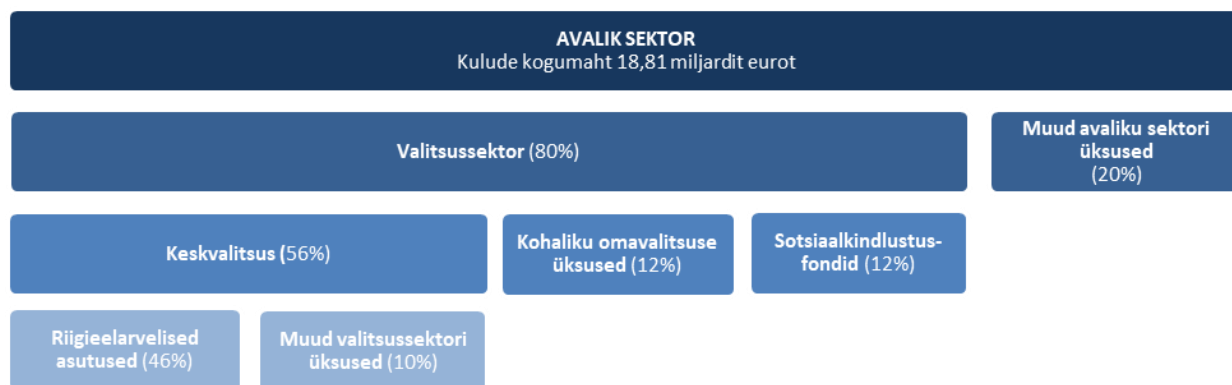 AVALIK SEKTOR
Kulude kogumaht 18,81 miljardit eurot
Valitsussektor (80%)
Muud avaliku sektori
üksused
(20%)
Keskvalitsus (56%)
Kohaliku omavalitsuse
üksused (12%)
Sotsiaalkindlustus-
fondid (12%)
Riigieelarvelised
asutused (46%)
Muud valitsussektori
üksused (10%)